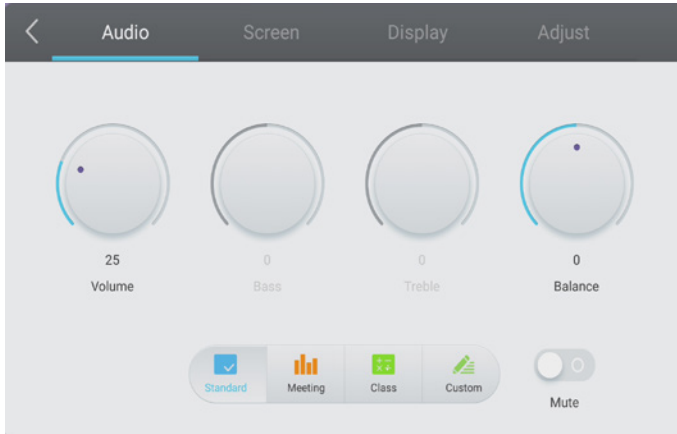 Audio Screen Display Adjust
25 0 0 0
Volume Bass Treble Balance
Standard Meeting Class Custom
Mute